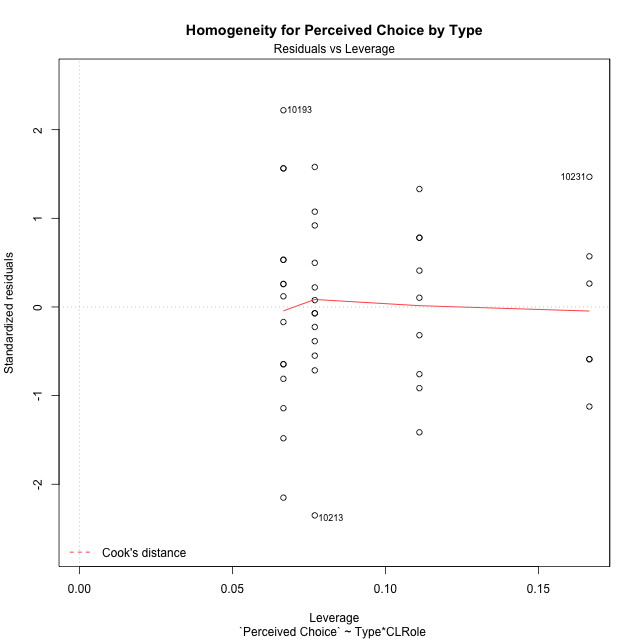 Homogeneity for Perceived Choice by Type
Residuals vs Leverage
10193
10231
10213
Standardized residuals
2
1
0
-1
-2
Cook's distance
0.00 0.05 0.10 0.15
Leverage
`Perceived Choice` ~ Type*CLRole